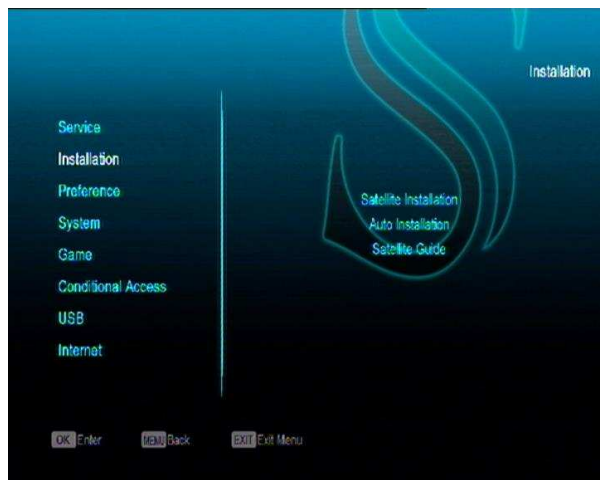 Installation
Service
Installation
Preference
System
Game
Conditional Access
USB
Internet
Satellite Installation
Auto Installation
Satellite Guide
OK Enter MENU Back EXIT Exit Menu